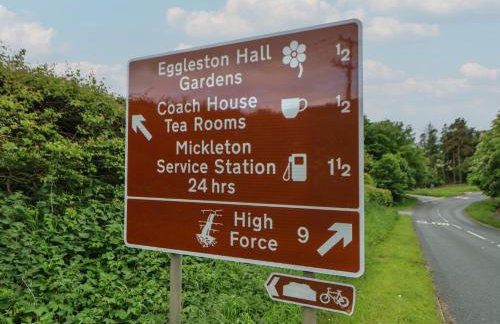 Eggleston Hall
Gardens ½
Coach House
Tea Rooms ½
Mickleton
Service Station 1½
24 hrs
High
Force 9